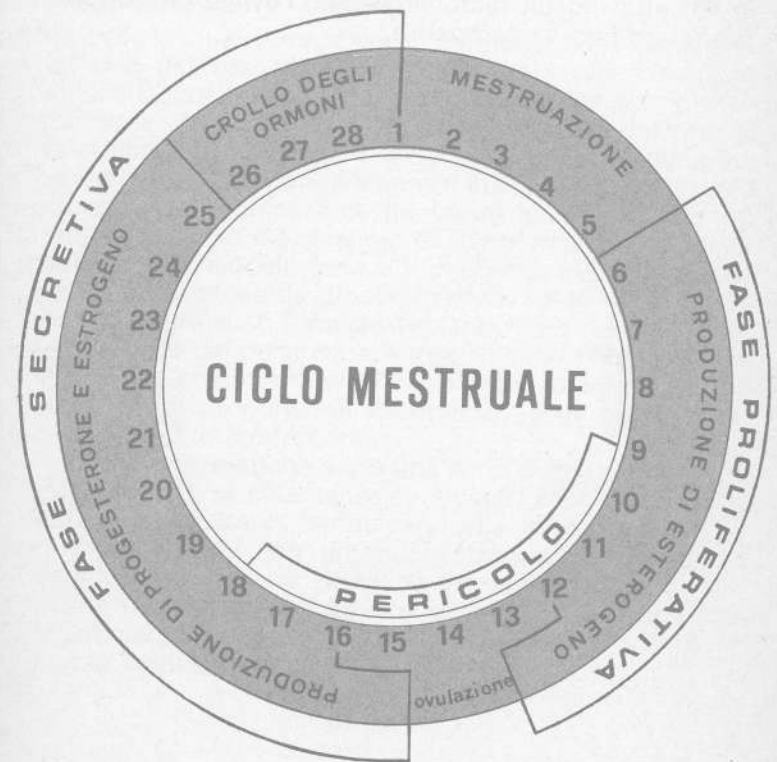 CICLO MESTRUALE
MESTRUAZIONE
1
2
3
4
5
FASE PROLIFERATIVA
PRODUZIONE DI ESTEROGENO
6
7
8
9
10
11
12
13
ovulazione
14
15
PERICOLO
FASE SECRETIVA
PRODUZIONE DI PROGESTERONE E ESTROGENO
16
17
18
19
20
21
22
23
24
25
CROLLO DEGLI
ORMONI
26
27
28